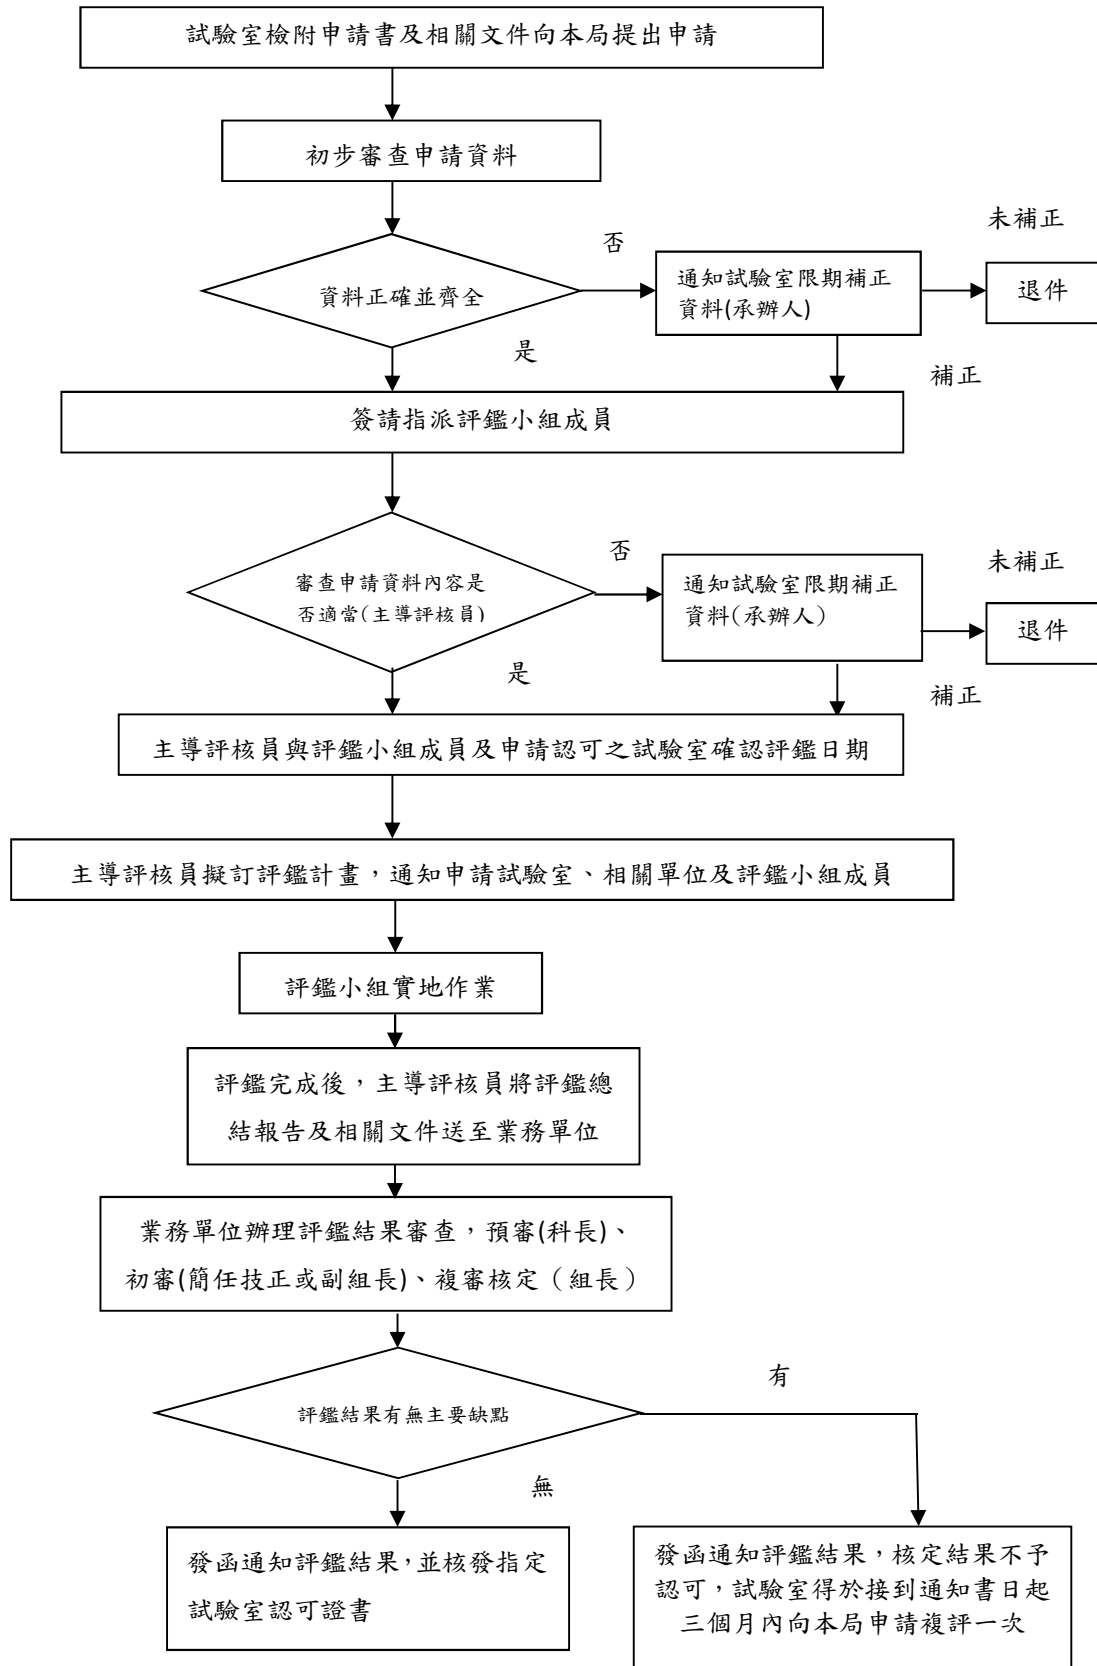 試驗室檢附申請書及相關文件向本局提出申請
初步審查申請資料
資料正確並齊全
否
通知試驗室限期補正
資料(承辦人)
未補正
退件
是
補正
簽請指派評鑑小組成員
審查申請資料內容是
否適當(主導評核員)
否
通知試驗室限期補正
資料(承辦人)
未補正
退件
是
補正
主導評核員與評鑑小組成員及申請認可之試驗室確認評鑑日期
主導評核員擬訂評鑑計畫，通知申請試驗室、相關單位及評鑑小組成員
評鑑小組實地作業
評鑑完成後，主導評核員將評鑑總
結報告及相關文件送至業務單位
業務單位辦理評鑑結果審查，預審(科長)、
初審(簡任技正或副組長)、複審核定（組長）
評鑑結果有無主要缺點
有
無
發函通知評鑑結果，並核發指定
試驗室認可證書
發函通知評鑑結果，核定結果不予
認可，試驗室得於接到通知書日起
三個月內向本局申請複評一次